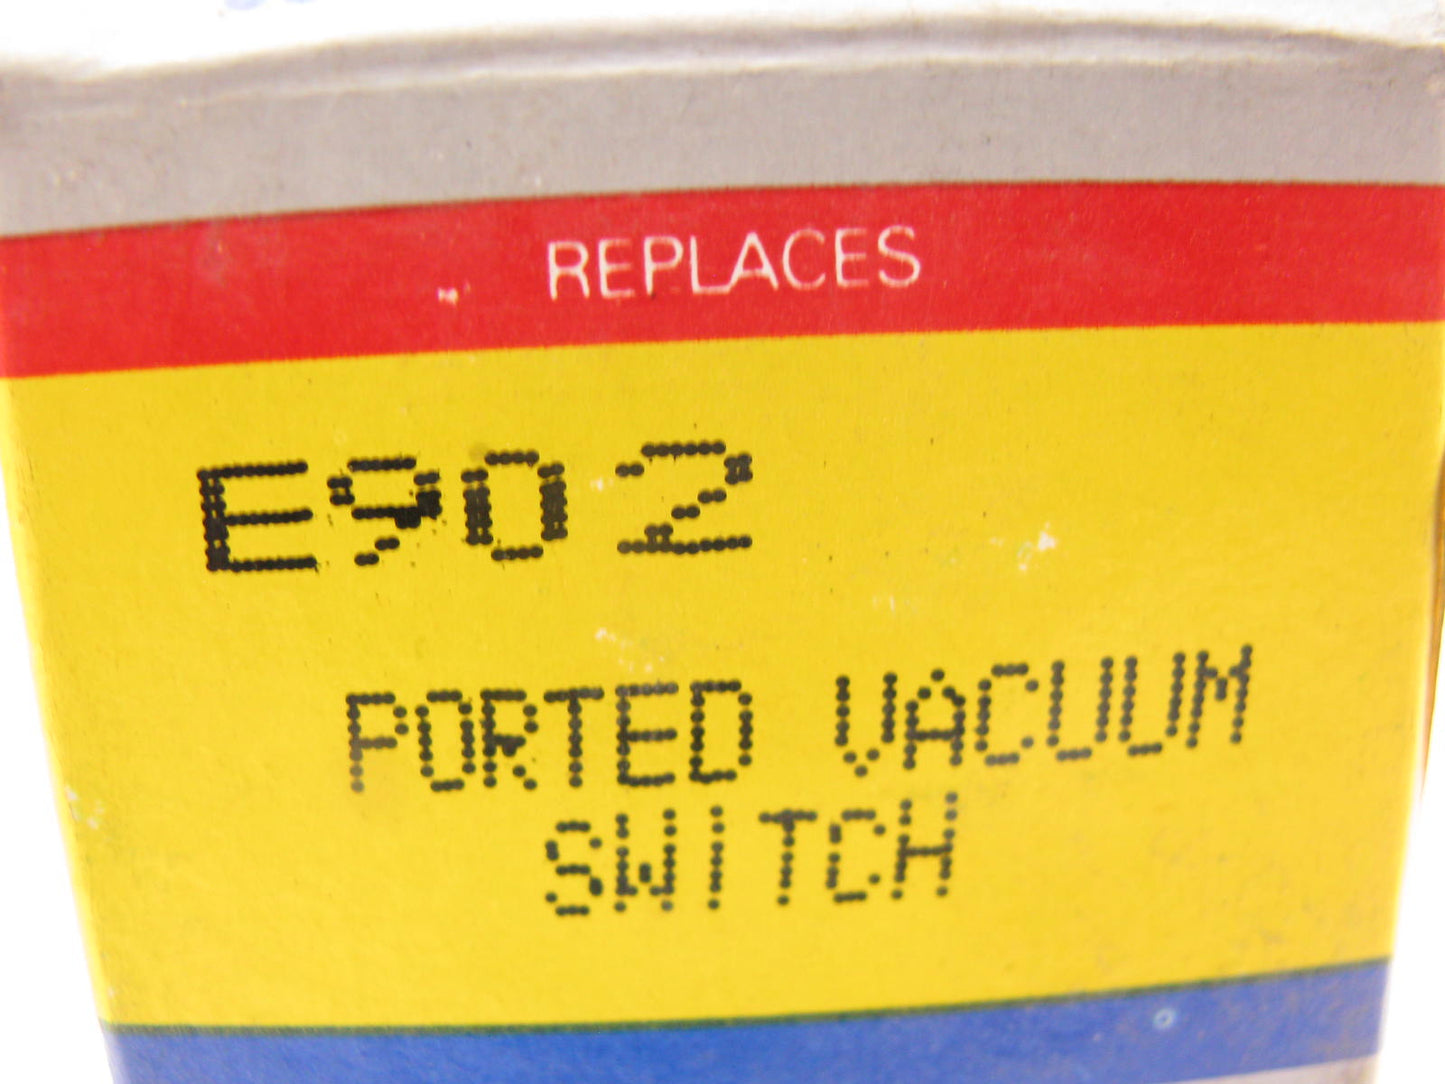 REPLACES
E902
PORTED VACUUM
SWITCH